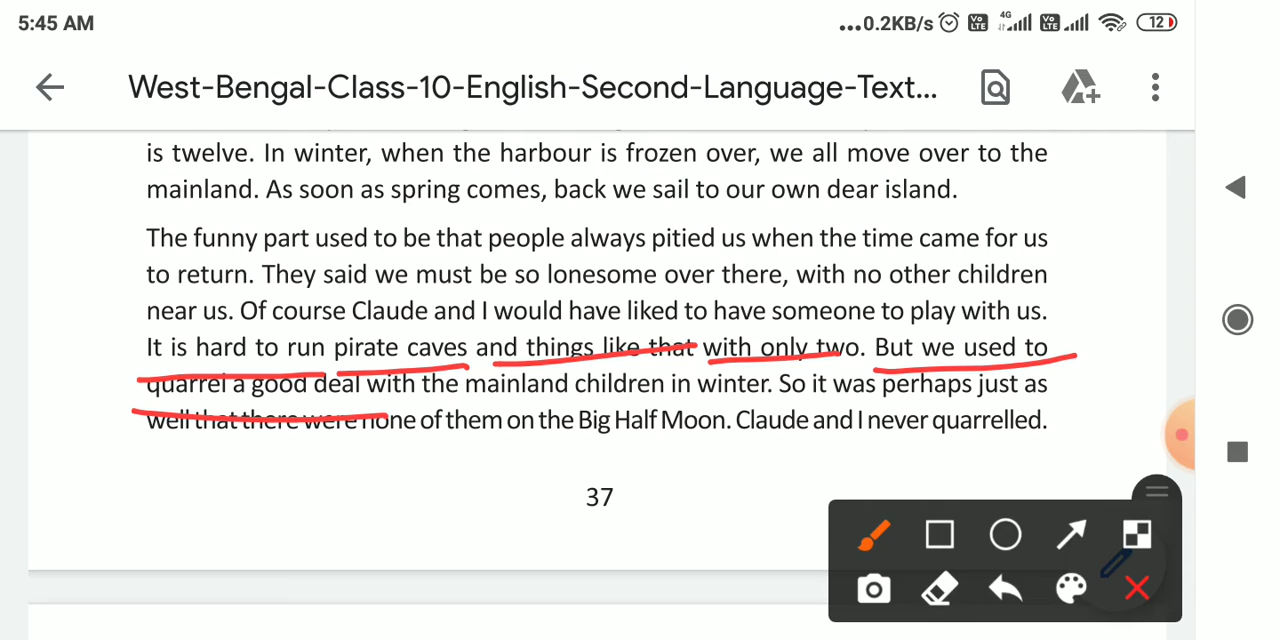 5:45 AM
...0.2KB/s Vo LTE 4G Vo LTE 12
West-Bengal-Class-10-English-Second-Language-Text...
is twelve. In winter, when the harbour is frozen over, we all move over to the
mainland. As soon as spring comes, back we sail to our own dear island.
The funny part used to be that people always pitied us when the time came for us
to return. They said we must be so lonesome over there, with no other children
near us. Of course Claude and I would have liked to have someone to play with us.
It is hard to run pirate caves and things like that with only two. But we used to
quarrel a good deal with the mainland children in winter. So it was perhaps just as
well that there were none of them on the Big Half Moon. Claude and I never quarrelled.
37